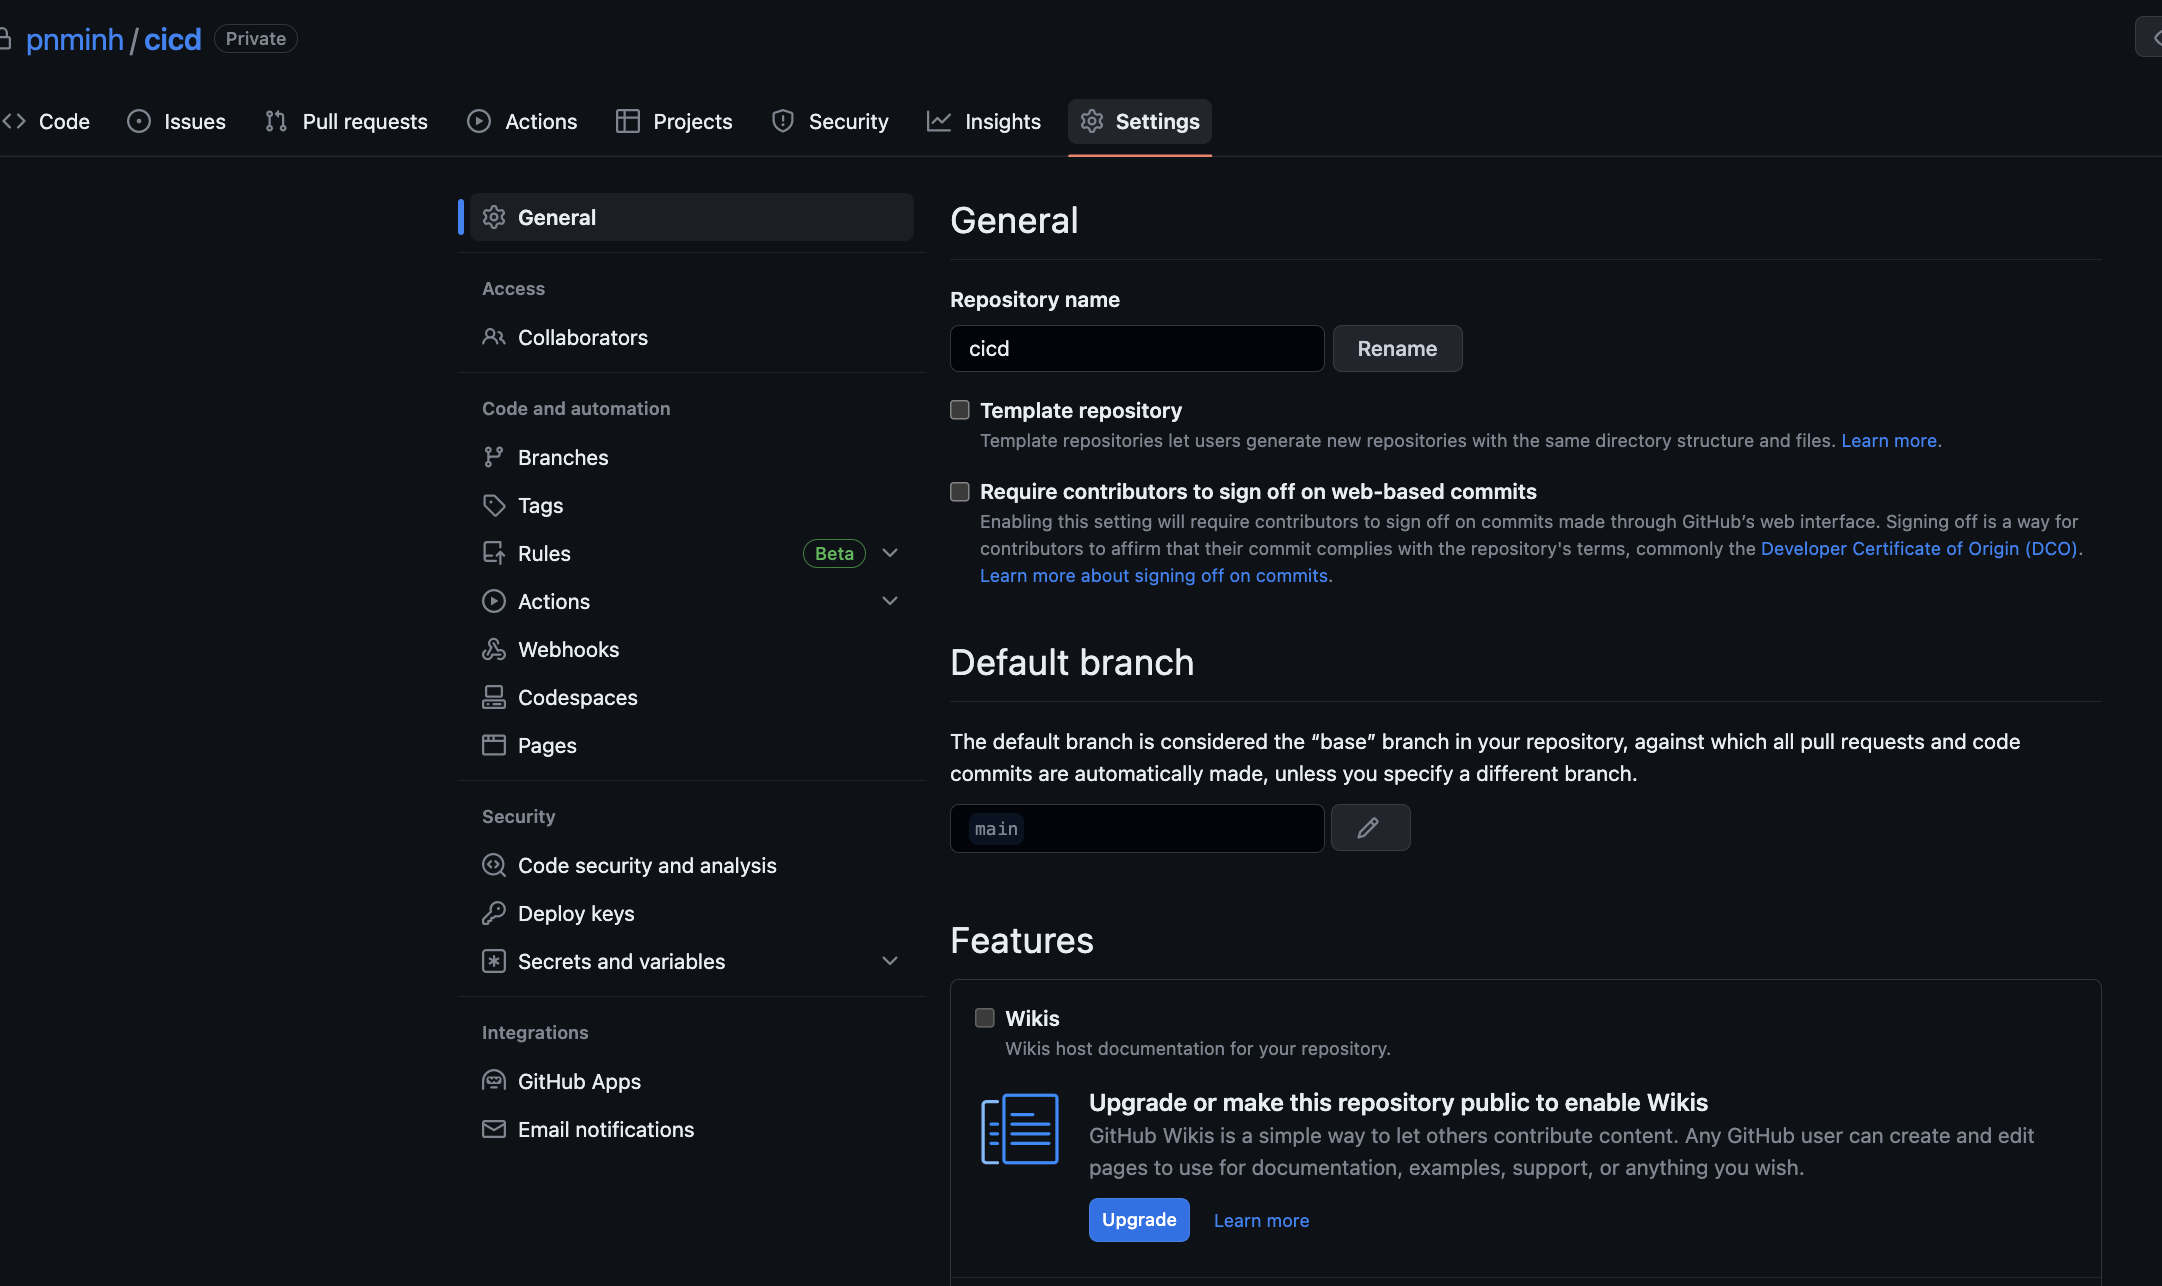 pnminh / cicd Private
Code Issues Pull requests Actions Projects Security Insights Settings
General
Access
Collaborators
Code and automation
Branches
Tags
Rules Beta
Actions
Webhooks
Codespaces
Pages
Security
Code security and analysis
Deploy keys
Secrets and variables
Integrations
GitHub Apps
Email notifications
General
Repository name
cicd Rename
Template repository
Template repositories let users generate new repositories with the same directory structure and files. Learn more.
Require contributors to sign off on web-based commits
Enabling this setting will require contributors to sign off on commits made through GitHub’s web interface. Signing off is a way for
contributors to affirm that their commit complies with the repository's terms, commonly the Developer Certificate of Origin (DCO).
Learn more about signing off on commits.
Default branch
The default branch is considered the “base” branch in your repository, against which all pull requests and code
commits are automatically made, unless you specify a different branch.
main
Features
Wikis
Wikis host documentation for your repository.
Upgrade or make this repository public to enable Wikis
GitHub Wikis is a simple way to let others contribute content. Any GitHub user can create and edit
pages to use for documentation, examples, support, or anything you wish.
Upgrade Learn more